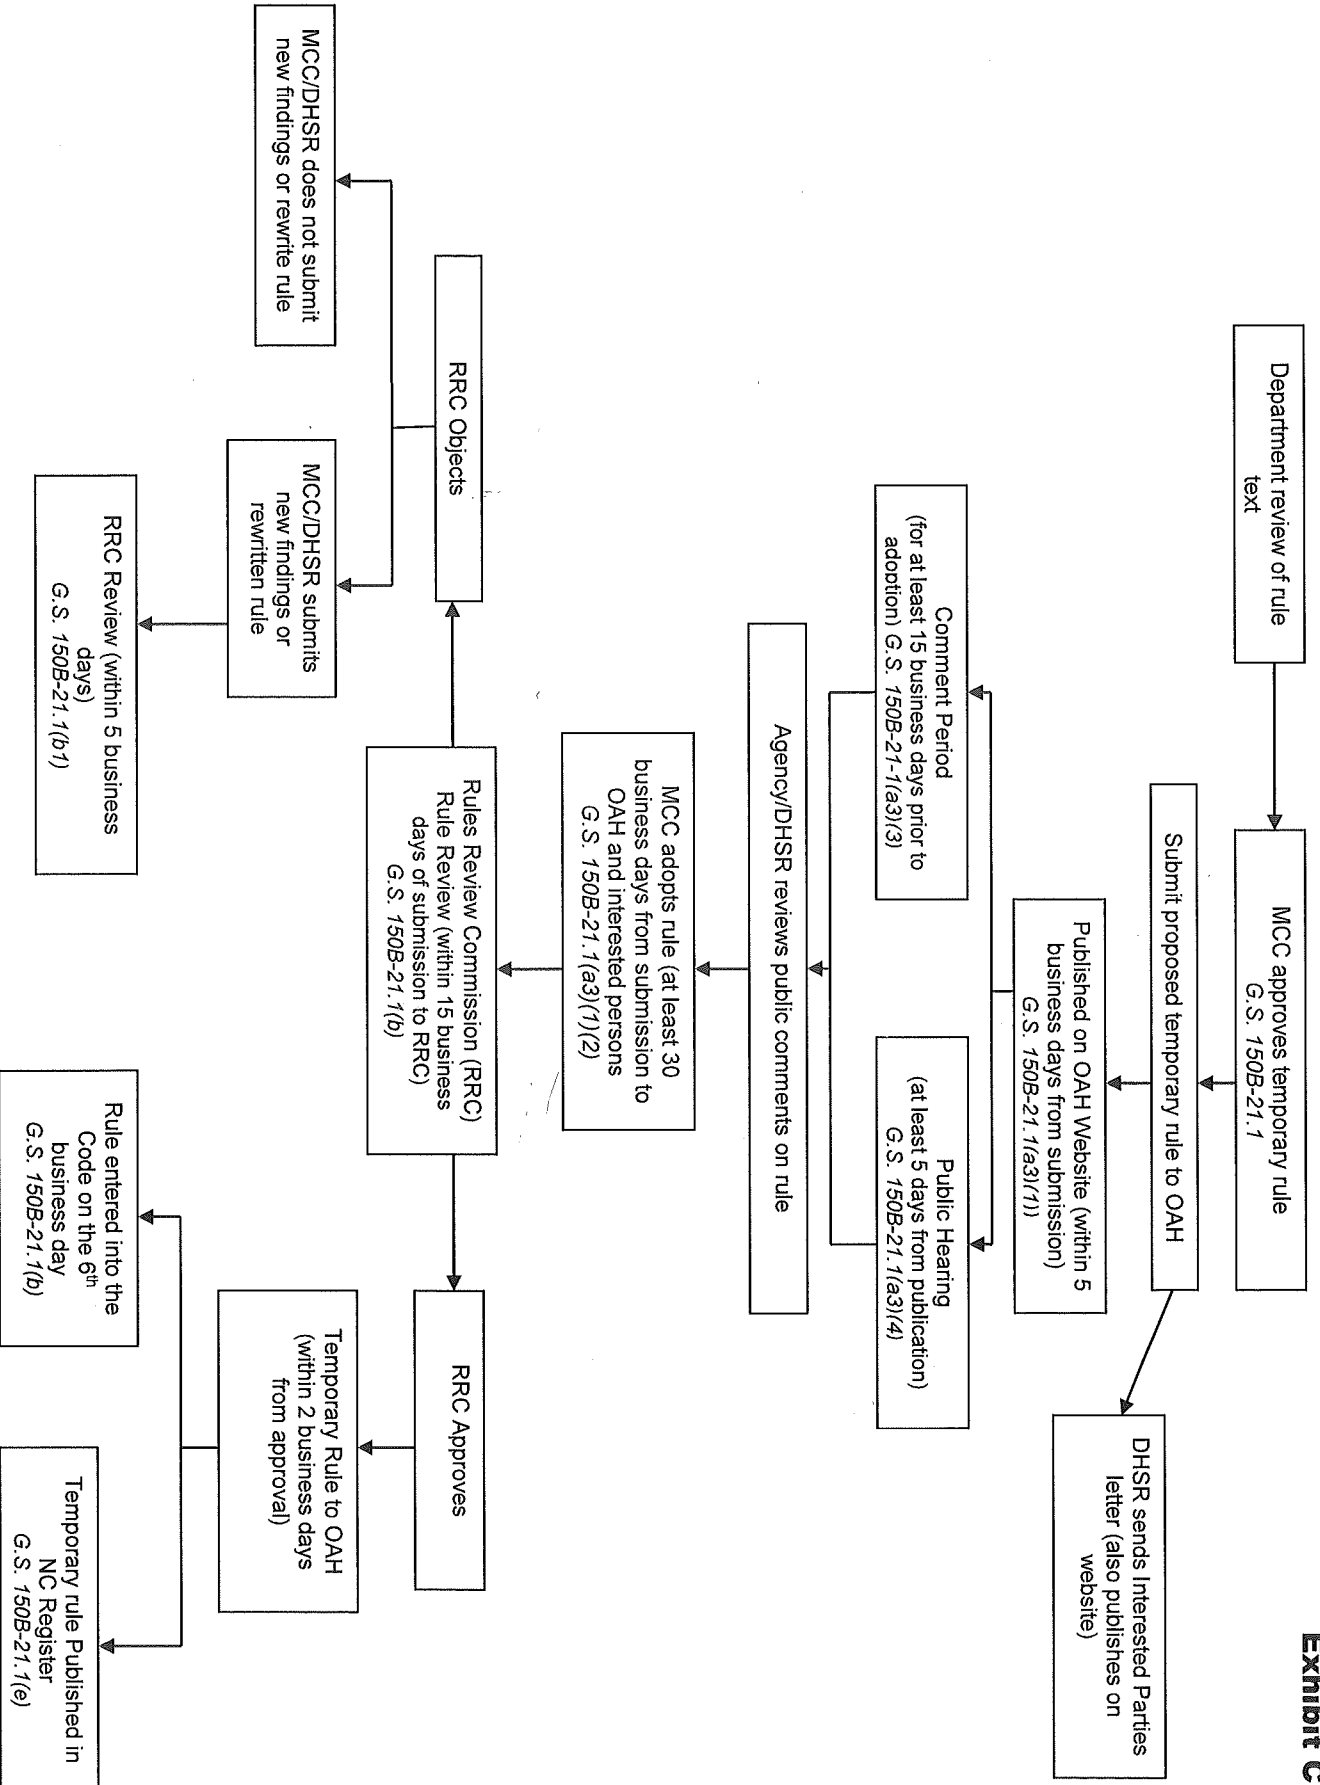 Exhibit C
Department review of rule
text
MCC approves temporary rule
G.S. 150B-21.1
Submit proposed temporary rule to OAH
DHSR sends Interested Parties
letter (also publishes on
website)
Published on OAH Website (within 5
business days from submission)
G.S. 150B-21.1(a3)(1))
Comment Period
(for at least 15 business days prior to
adoption) G.S. 150B-21-1(a3)(3)
Public Hearing
(at least 5 days from publication)
G.S. 150B-21.1(a3)(4)
Agency/DHSR reviews public comments on rule
MCC adopts rule (at least 30
business days from submission to
OAH and interested persons
G.S. 150B-21.1(a3)(1)(2)
Rules Review Commission (RRC)
Rule Review (within 15 business
days of submission to RRC)
G.S. 150B-21.1(b)
RRC Objects
RRC Approves
MCC/DHSR does not submit
new findings or rewrite rule
MCC/DHSR submits
new findings or
rewritten rule
RRC Review (within 5 business
days)
G.S. 150B-21.1(b1)
Temporary Rule to OAH
(within 2 business days
from approval)
Rule entered into the
Code on the 6th
business day
G.S. 150B-21.1(b)
Temporary rule Published in
NC Register
G.S. 150B-21.1(e)